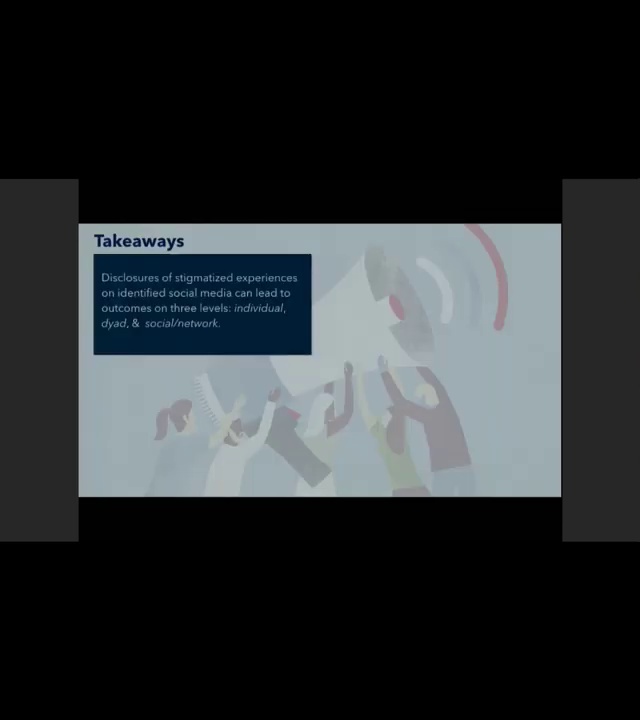 Takeaways
Disclosures of stigmatized experiences
on identified social media can lead to
outcomes on three levels: individual,
dyad, & social/network.